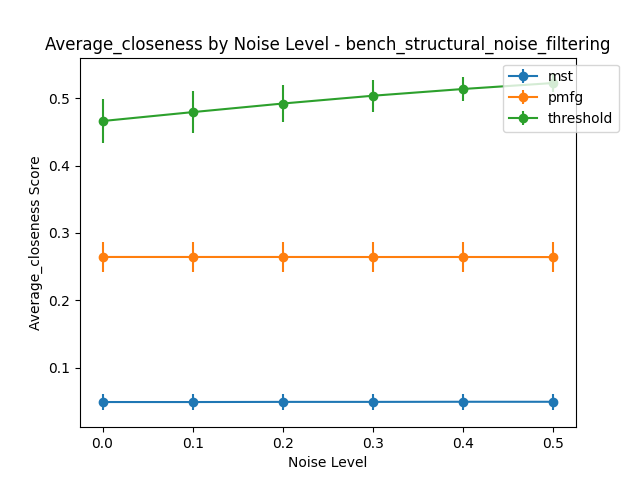 Average_closeness by Noise Level - bench_structural_noise_filtering
mst
pmfg
threshold
Average_closeness Score
0.5
0.4
0.3
0.2
0.1
0.0 0.1 0.2 0.3 0.4 0.5
Noise Level